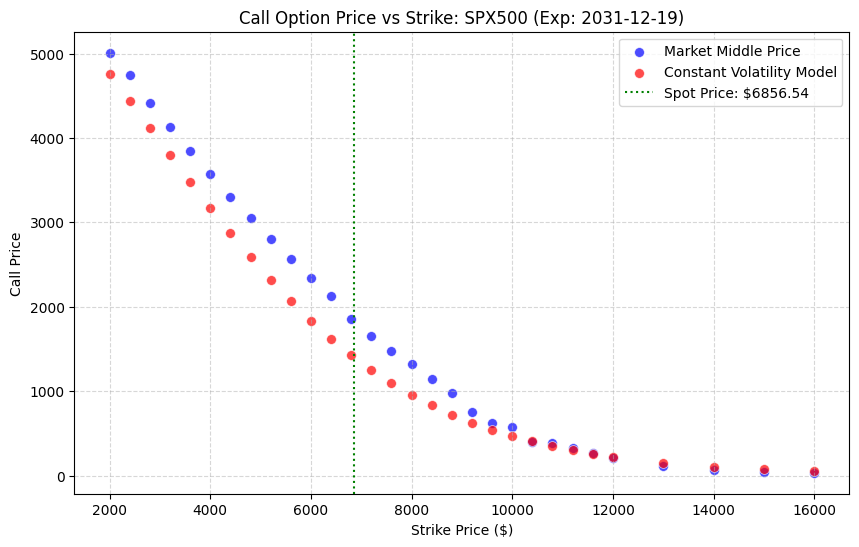 Call Option Price vs Strike: SPX500 (Exp: 2031-12-19)
Market Middle Price
Constant Volatility Model
Spot Price: $6856.54
Call Price
5000
4000
3000
2000
1000
0
2000
4000
6000
8000
10000
12000
14000
16000
Strike Price ($)